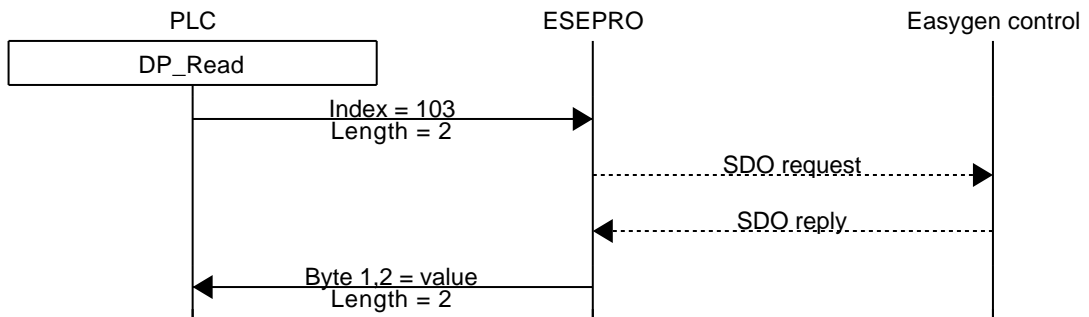 PLC
ESEPRO
Easygen control
DP_Read
Index = 103
Length = 2
SDO request
SDO reply
Byte 1,2 = value
Length = 2